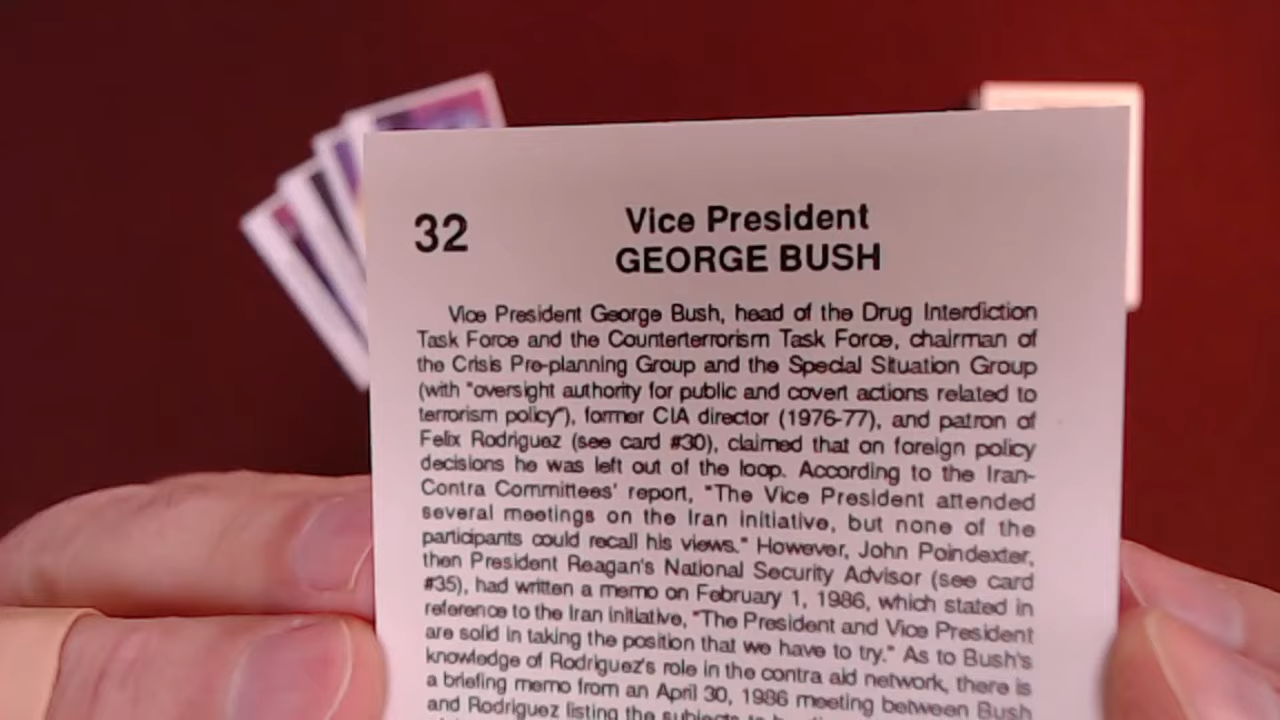 32
Vice President
GEORGE BUSH
Vice President George Bush, head of the Drug Interdiction
Task Force and the Counterterrorism Task Force, chairman of
the Crisis Pre-planning Group and the Special Situation Group
(with "oversight authority for public and covert actions related to
terrorism policy"), former CIA director (1976-77), and patron of
Felix Rodriguez (see card #30), claimed that on foreign policy
decisions he was left out of the loop. According to the Iran-
Contra Committees' report, "The Vice President attended
several meetings on the Iran initiative, but none of the
participants could recall his views." However, John Poindexter,
then President Reagan's National Security Advisor (see card
#35), had written a memo on February 1, 1986, which stated in
reference to the Iran initiative, "The President and Vice President
are solid in taking the position that we have to try." As to Bush's
knowledge of Rodriguez's role in the contra aid network, there is
a briefing memo from an April 30, 1986 meeting between Bush
and Rodriguez listing the subjects to